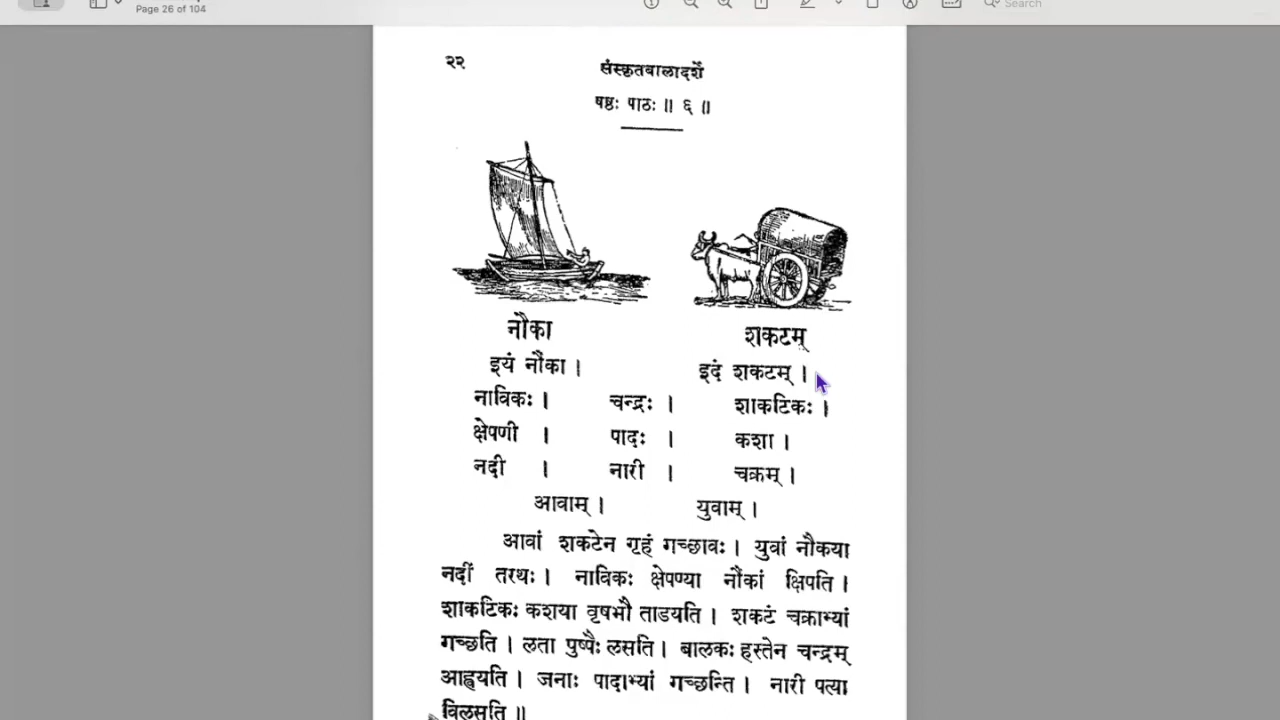 Page 26 of 104
Search
२२
संस्कृतबालादर्शे
षष्ठः पाठः ॥ ६ ॥
नौका शकटम्
इयं नौका । इदं शकटम् ।
नाविकः । चन्द्रः । शाकटिकः ।
क्षेपणी । पादः । कशा ।
नदी । नारी । चक्रम् ।
आवाम् । युवाम् ।
आवां शकटेन गृहं गच्छावः । युवां नौकया
नदीं तरथः । नाविकः क्षेपण्या नौकां क्षिपति ।
शाकटिकः कशया वृषभौ ताडयति । शकटं चक्राभ्यां
गच्छति । लता पुष्पैः लसति । बालकः हस्तेन चन्द्रम्
आह्वयति । जनाः पादाभ्यां गच्छन्ति । नारी पत्या
विलसति ॥